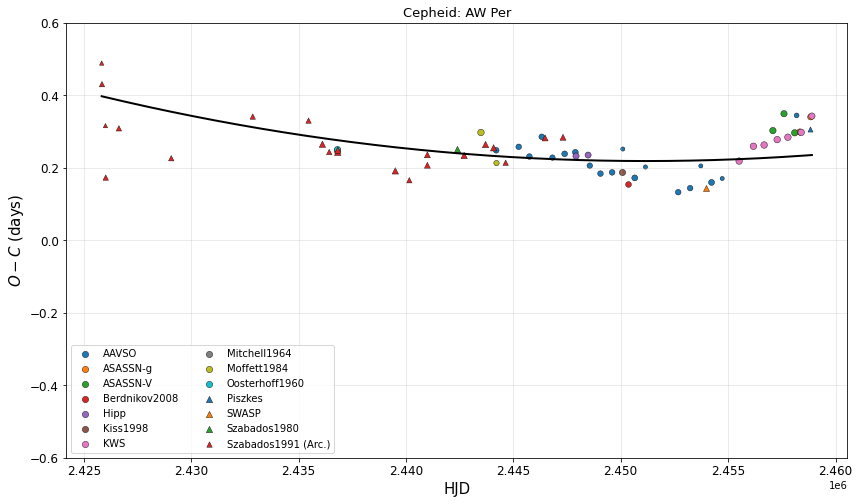 Cepheid: AW Per
0.6
0.4
0.2
0.0
−0.2
−0.4
−0.6
O − C (days)
AAVSO
ASASSN-g
ASASSN-V
Berdnikov2008
Hipp
Kiss1998
KWS
Mitchell1964
Moffett1984
Oosterhoff1960
Piszkes
SWASP
Szabados1980
Szabados1991 (Arc.)
2.425 2.430 2.435 2.440 2.445 2.450 2.455 2.460
1e6
HJD